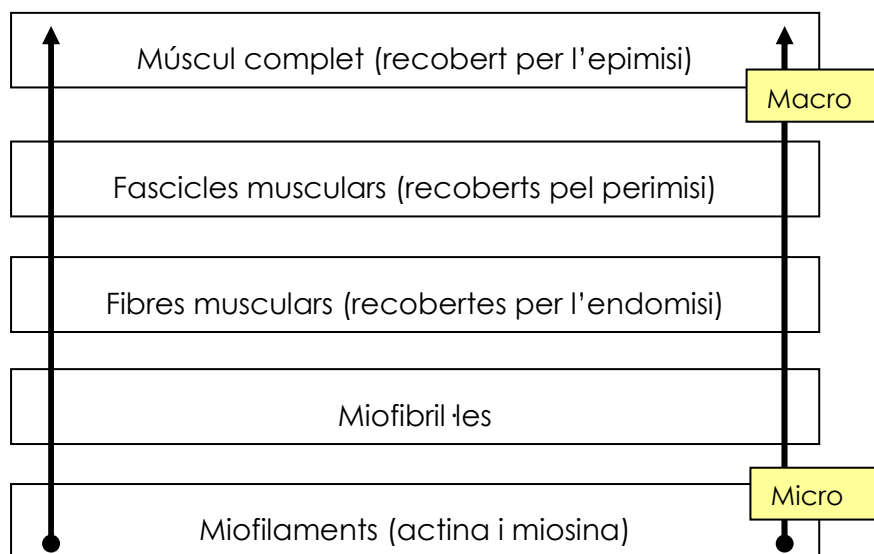 Múscul complet (recobert per l’epimisi)
Macro
Fascicles musculars (recoberts pel perimisi)
Fibres musculars (recobertes per l’endomisi)
Miofibril·les
Micro
Miofilaments (actina i miosina)